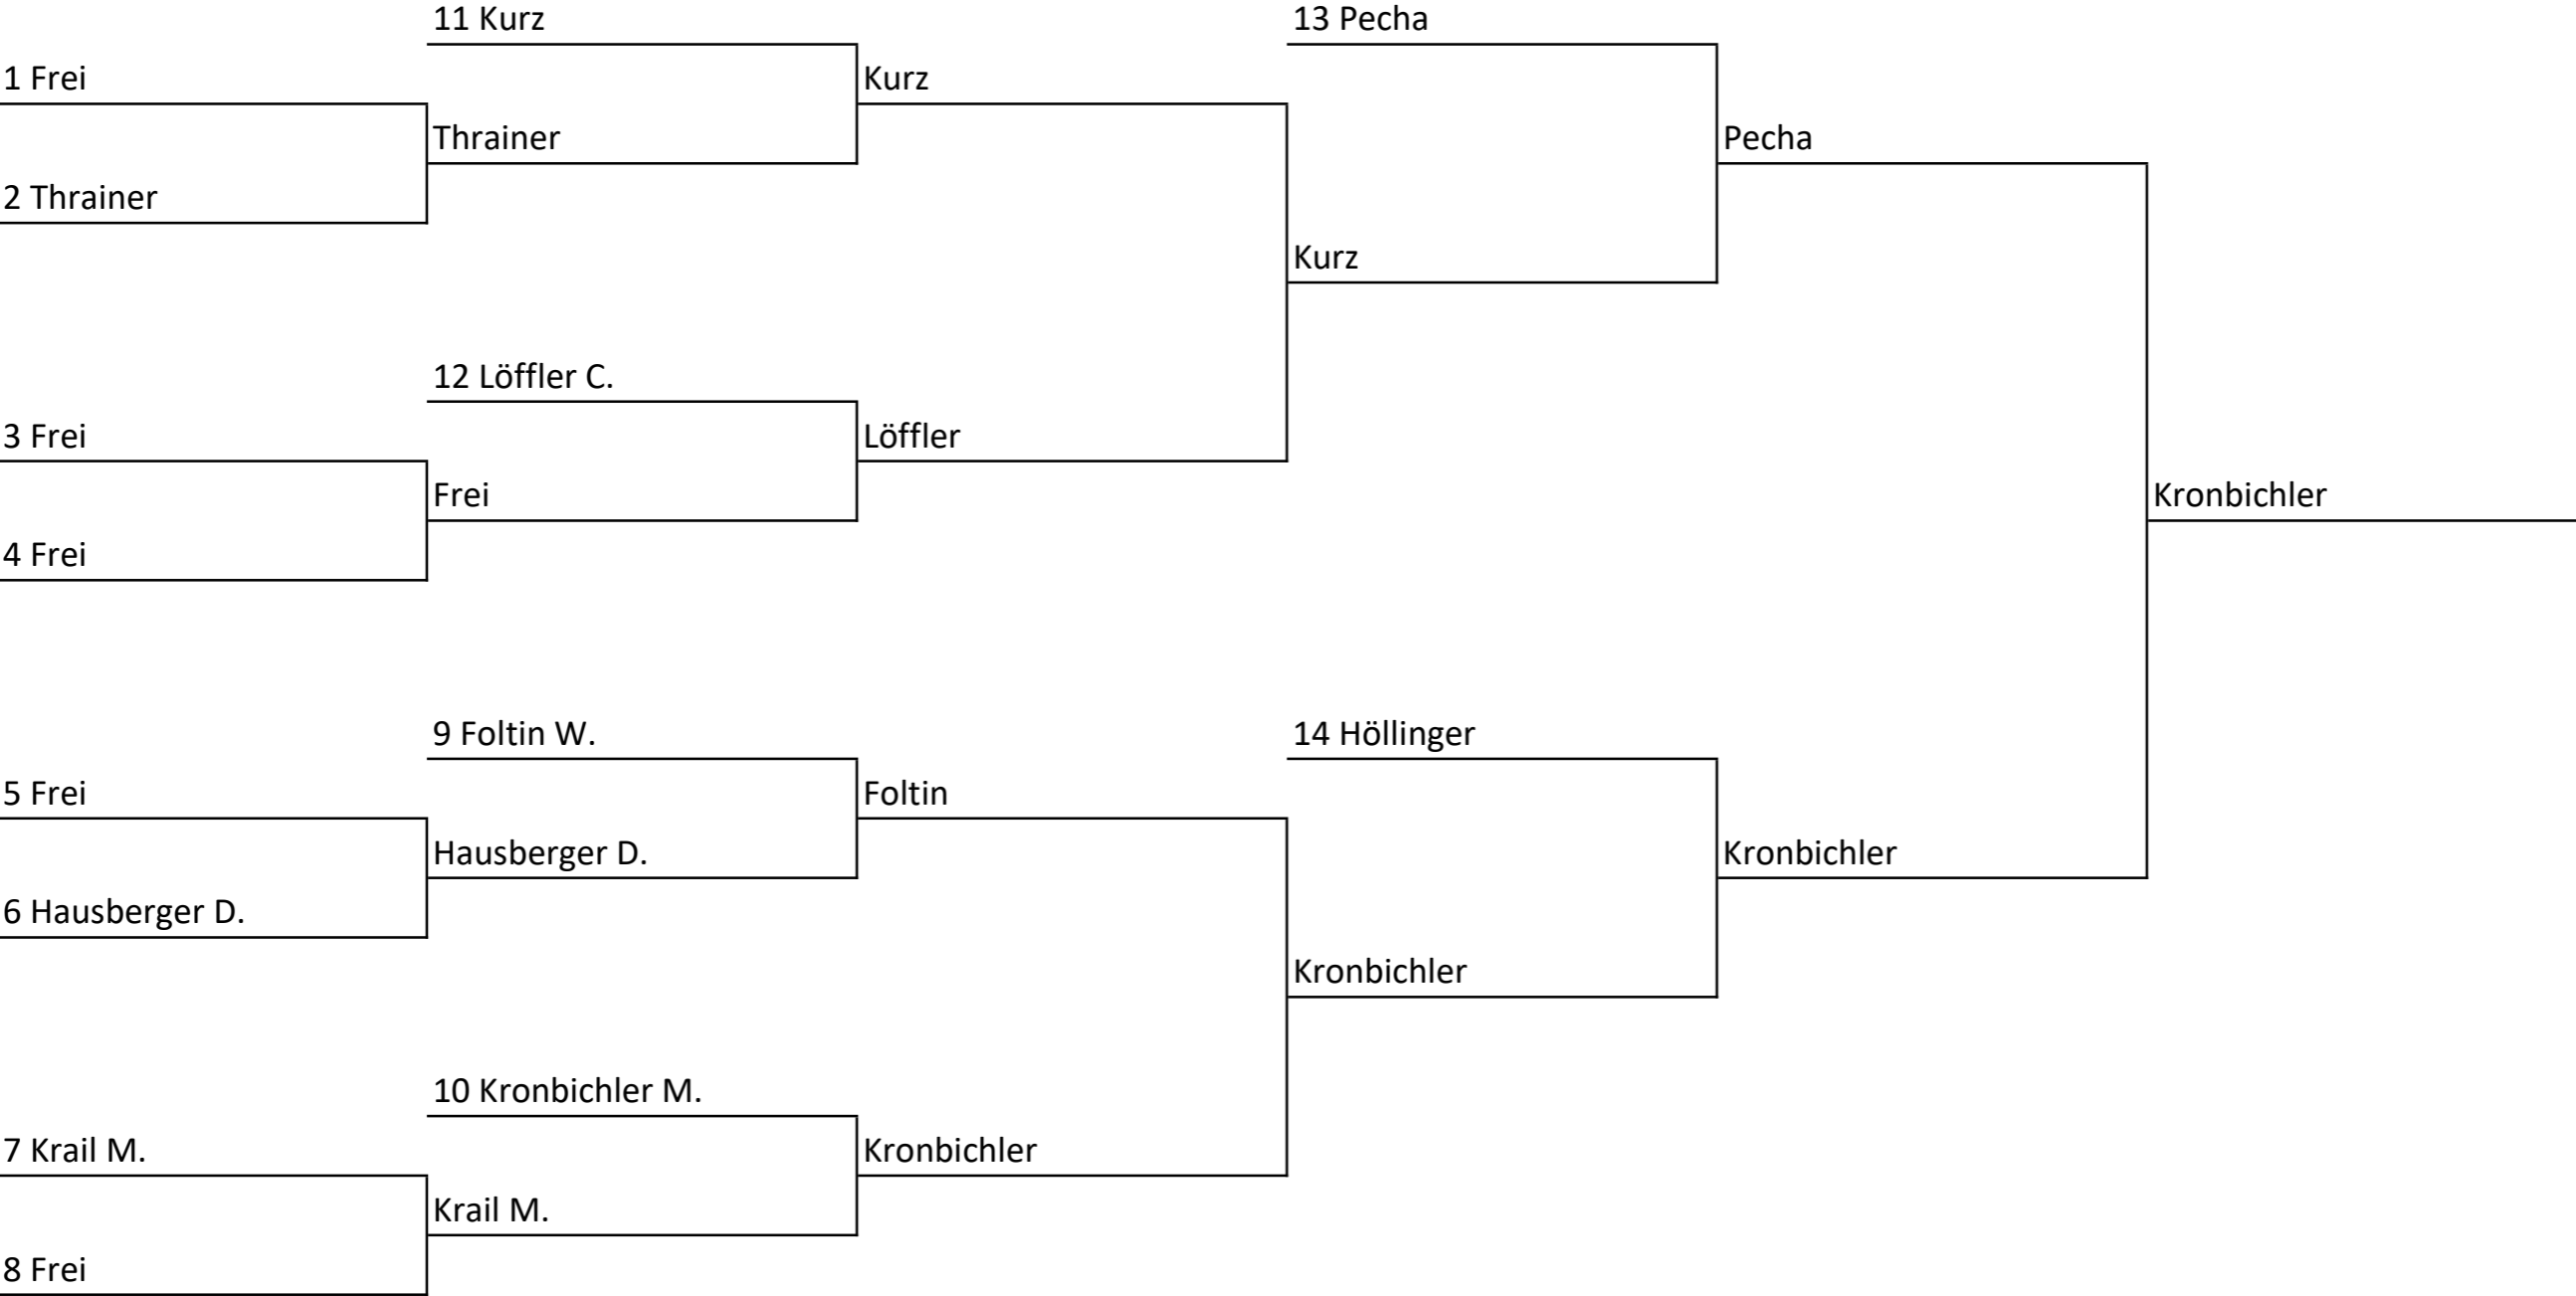 11 Kurz
13 Pecha
1 Frei
Kurz
Thrainer
Pecha
2 Thrainer
Kurz
12 Löffler C.
3 Frei
Löffler
Frei
Kronbichler
4 Frei
9 Foltin W.
14 Höllinger
5 Frei
Foltin
Hausberger D.
Kronbichler
6 Hausberger D.
Kronbichler
10 Kronbichler M.
7 Krail M.
Kronbichler
Krail M.
8 Frei